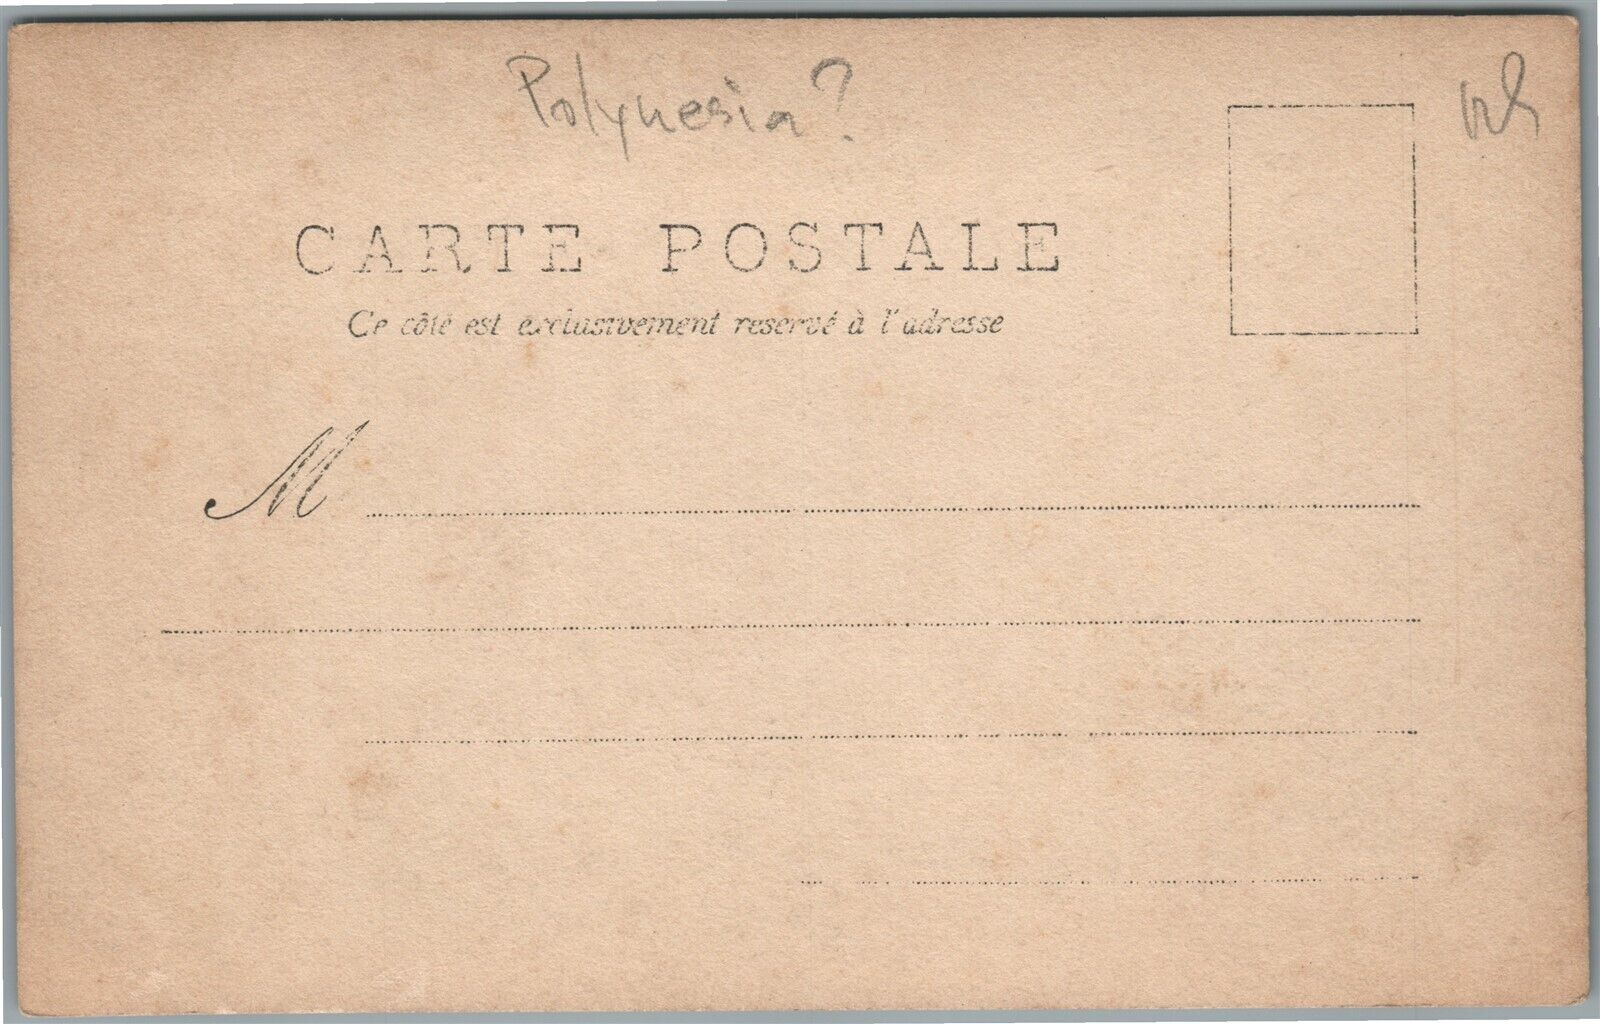 Polynesia?
CARTE POSTALE
Ce côté est exclusivement reservé à l'adresse
M